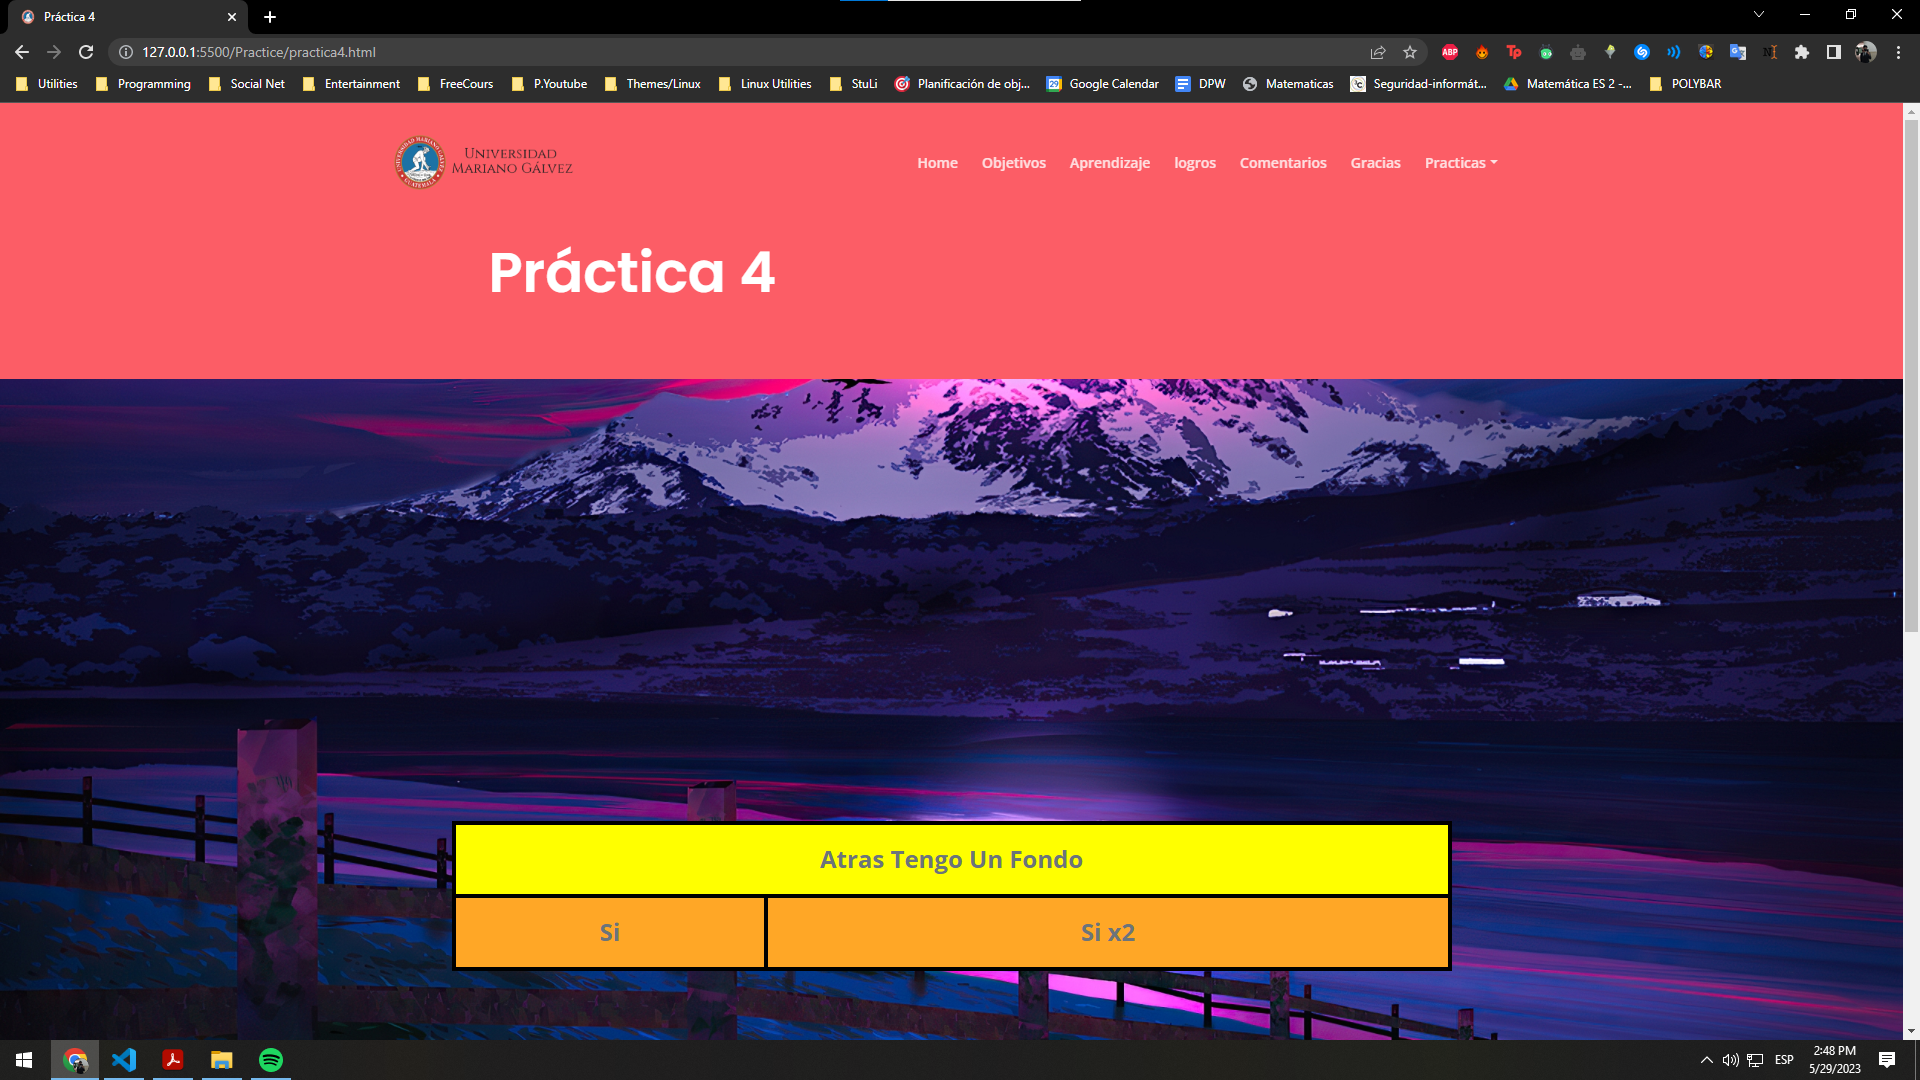 Práctica 4
127.0.0.1:5500/Practice/practica4.html
ABP
Tp
Utilities
Programming
Social Net
Entertainment
FreeCours
P.Youtube
Themes/Linux
Linux Utilities
StuLi
Planificación de obj...
Google Calendar
DPW
Matematicas
Seguridad-informát...
Matemática ES 2 -...
POLYBAR
UNIVERSIDAD
MARIANO GÁLVEZ
Home
Objetivos
Aprendizaje
logros
Comentarios
Gracias
Practicas
Práctica 4
Atras Tengo Un Fondo
Si
Si x2
ESP
2:48 PM
5/29/2023